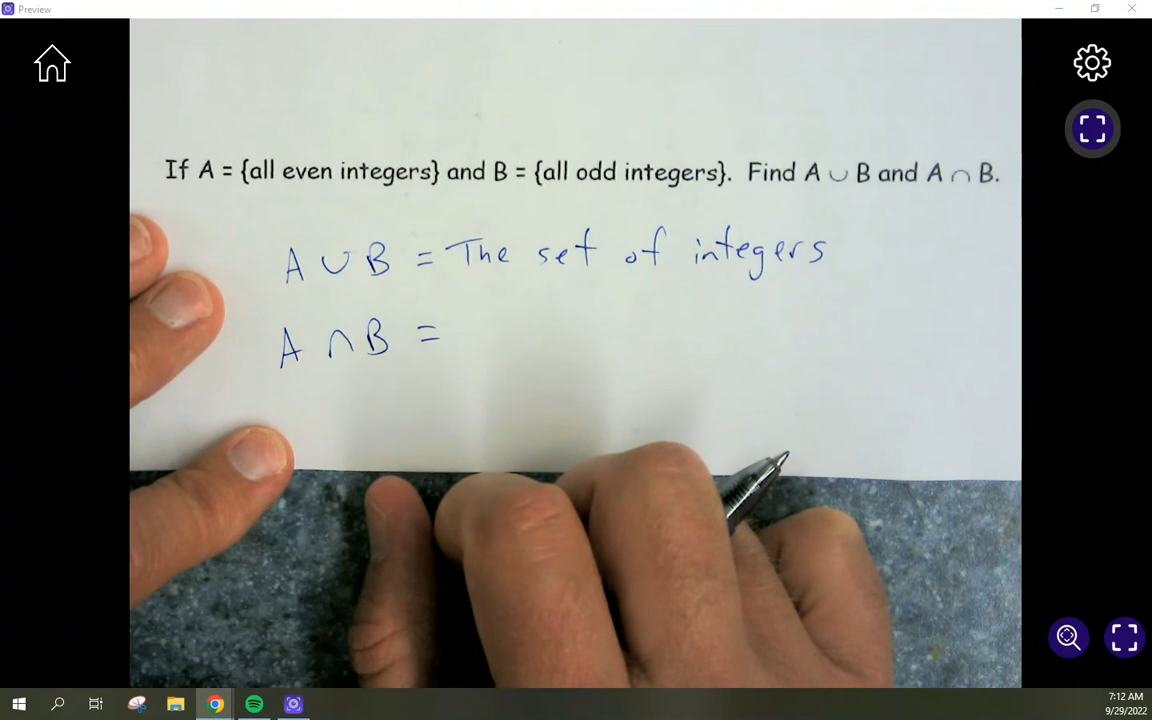 Preview
If A = {all even integers} and B = {all odd integers}. Find A ∪ B and A ∩ B.
A ∪ B = The set of integers
A ∩ B =
7:12 AM
9/29/2022